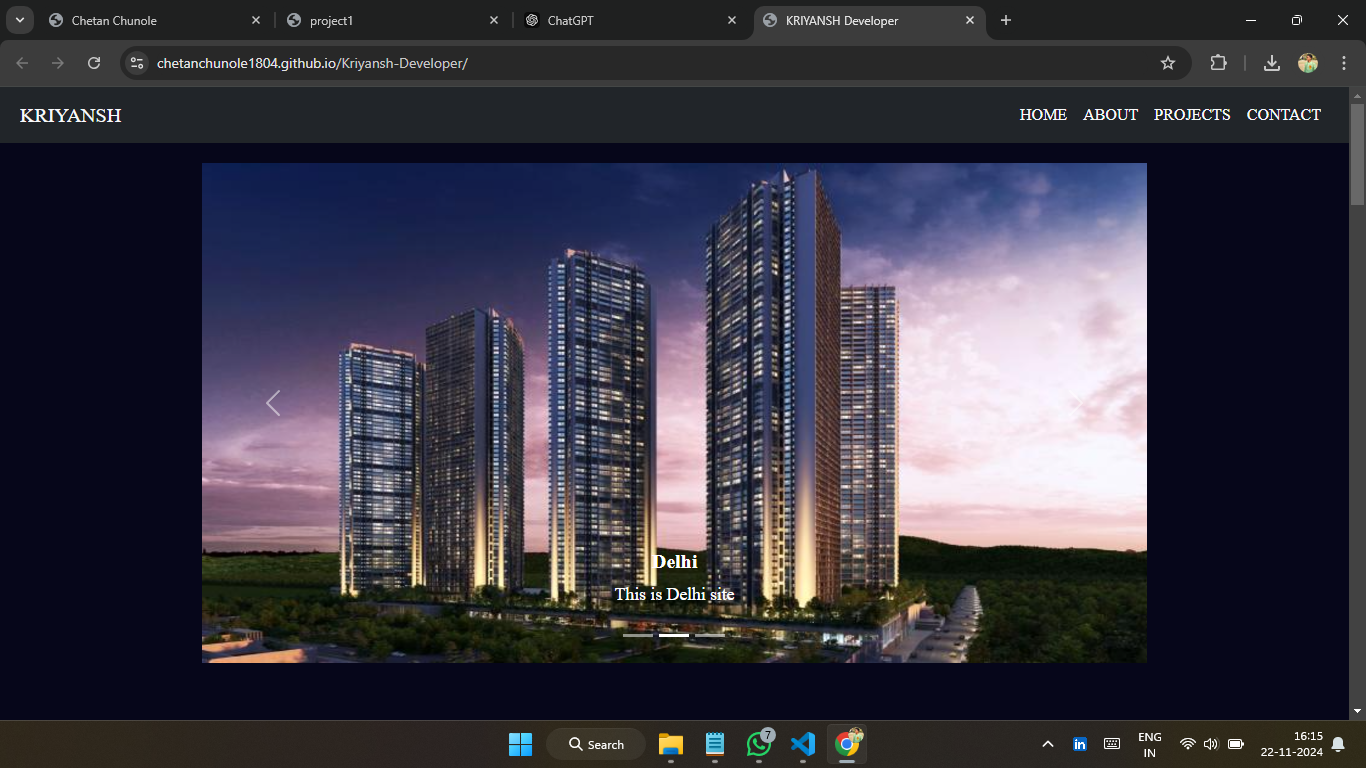 Chetan Chunole
project1
ChatGPT
KRIYANSH Developer
chetanchunole1804.github.io/Kriyansh-Developer/
KRIYANSH
HOME ABOUT PROJECTS CONTACT
Delhi
This is Delhi site
Search
7
in
ENG
IN
16:15
22-11-2024